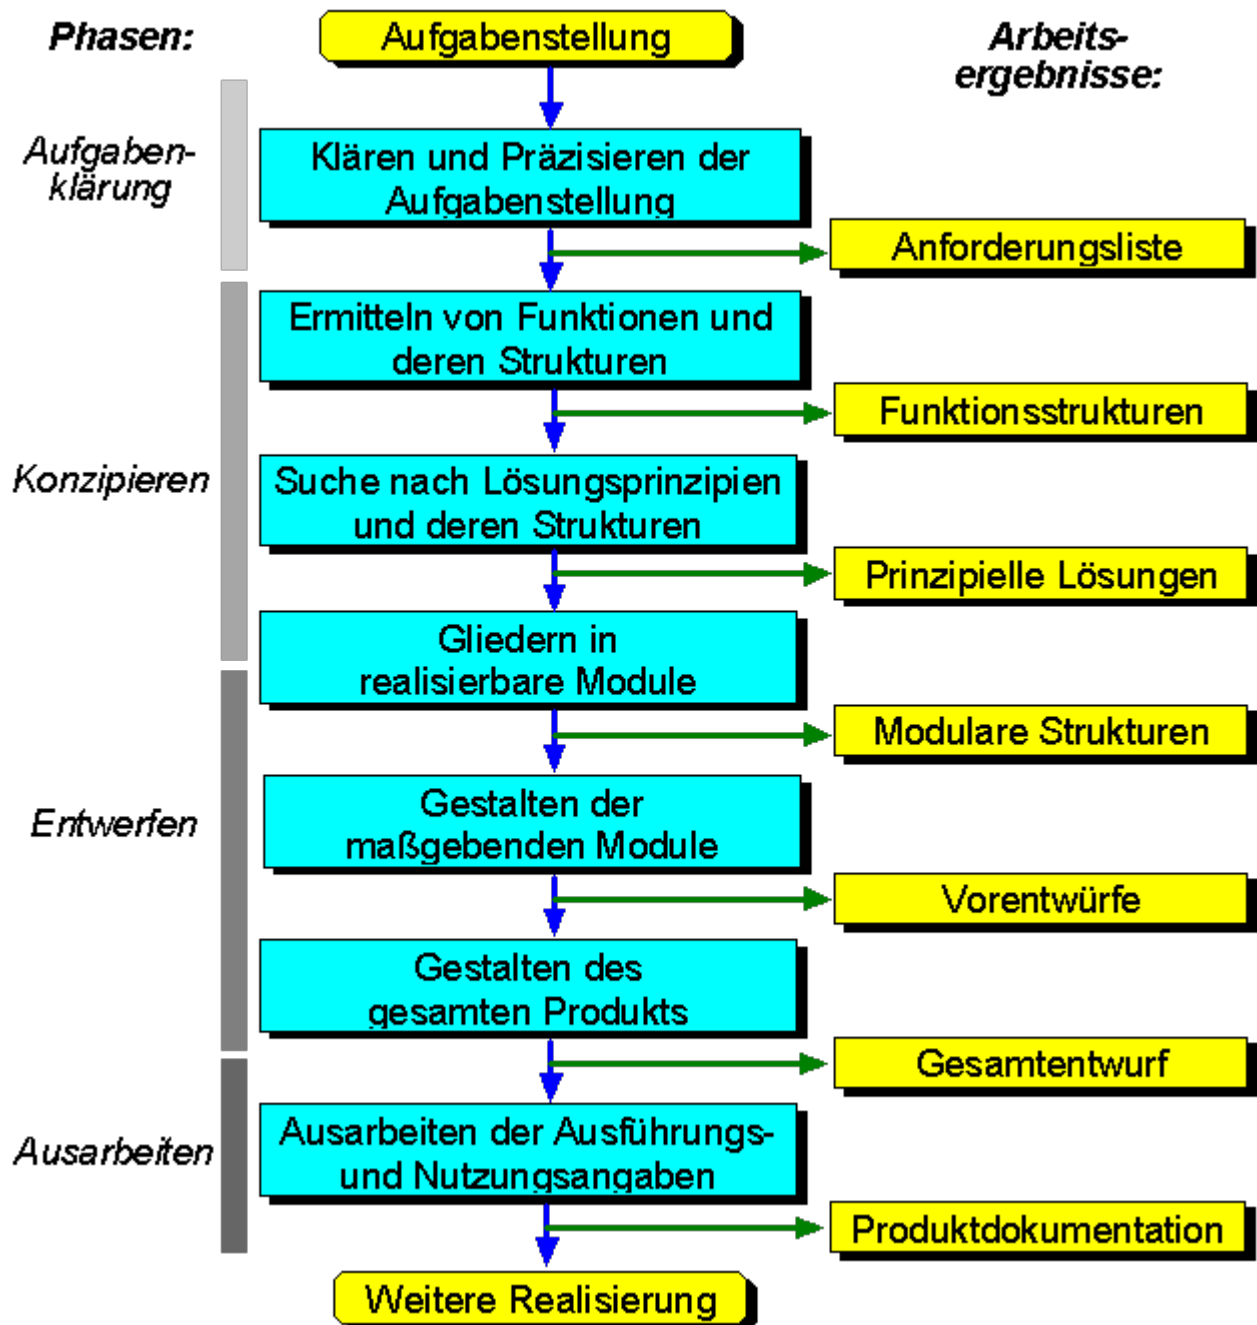 Phasen:
Aufgabenstellung
Arbeits-
ergebnisse:
Aufgaben-
klärung
Klären und Präzisieren der
Aufgabenstellung
Anforderungsliste
Ermitteln von Funktionen und
deren Strukturen
Funktionsstrukturen
Konzipieren
Suche nach Lösungsprinzipien
und deren Strukturen
Prinzipielle Lösungen
Gliedern in
realisierbare Module
Modulare Strukturen
Entwerfen
Gestalten der
maßgebenden Module
Vorentwürfe
Gestalten des
gesamten Produkts
Gesamtentwurf
Ausarbeiten
Ausarbeiten der Ausführungs-
und Nutzungsangaben
Produktdokumentation
Weitere Realisierung